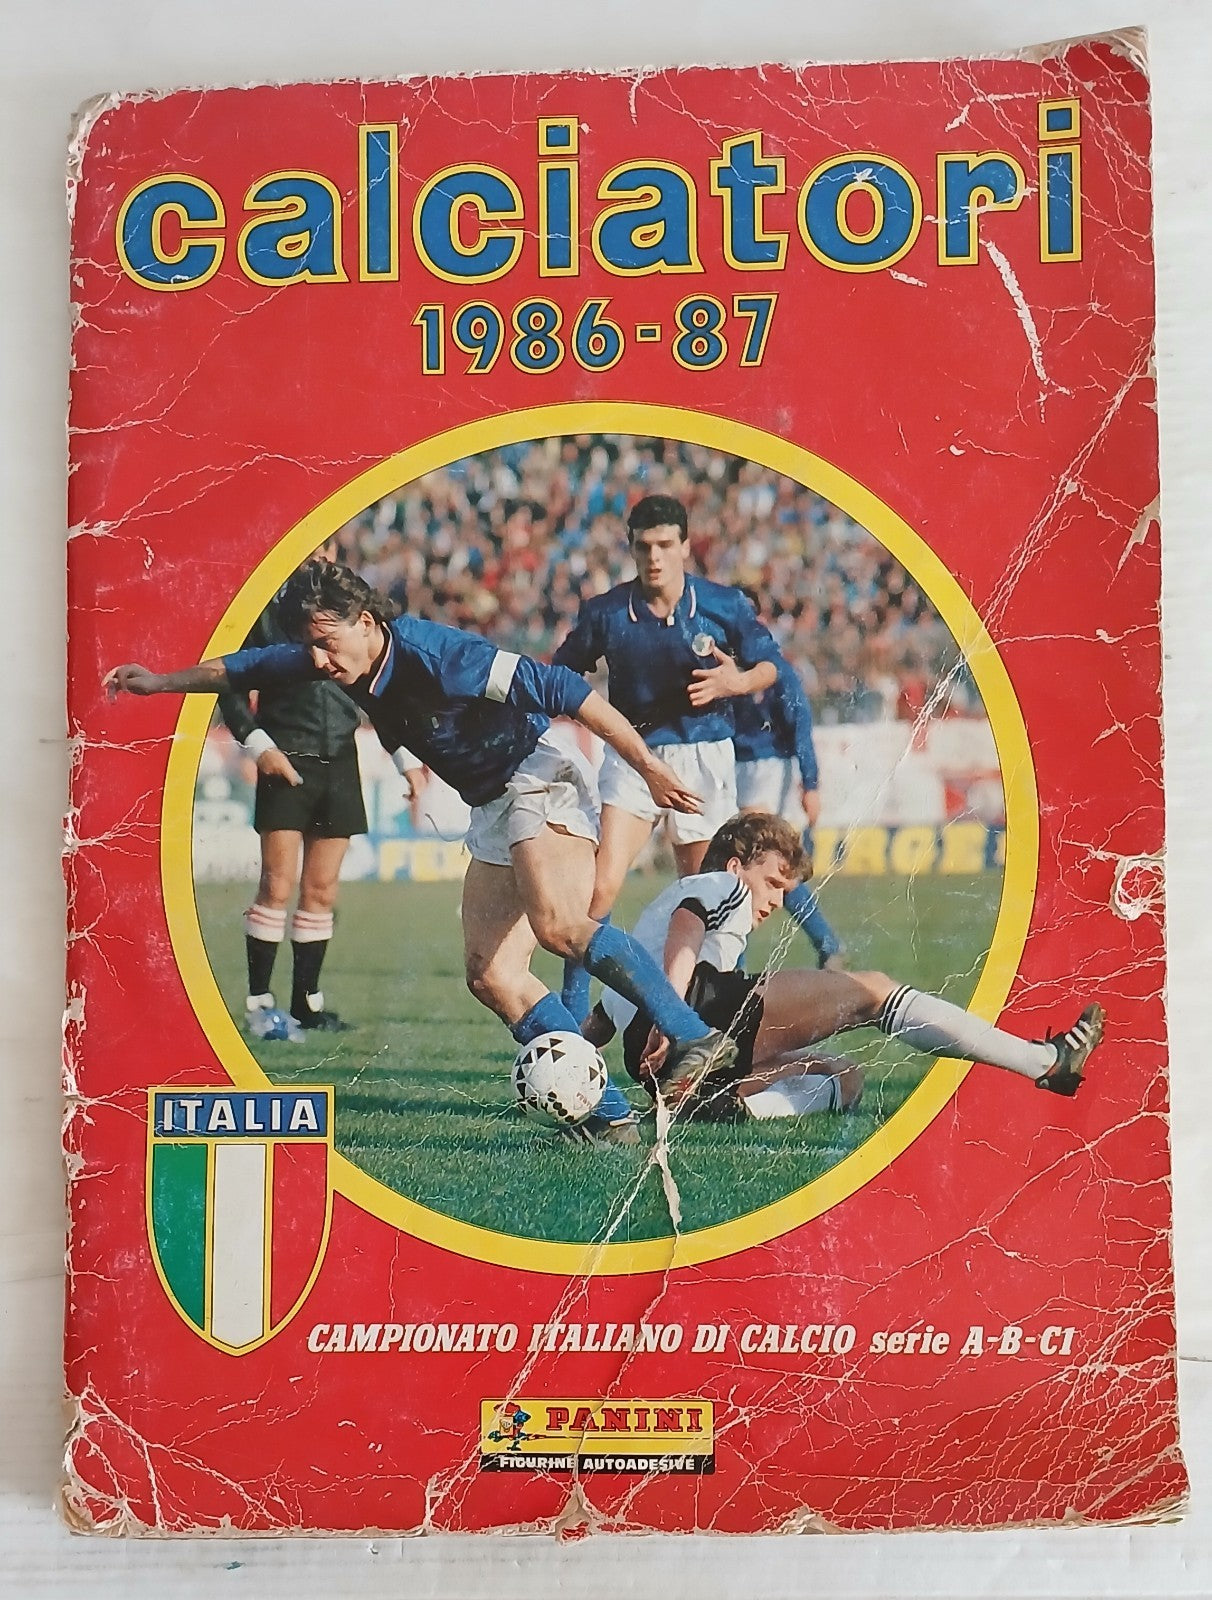 calciatori
1986-87
ITALIA
CAMPIONATO ITALIANO DI CALCIO serie A-B-C1
PANINI
FIGURINE AUTOADESIVE